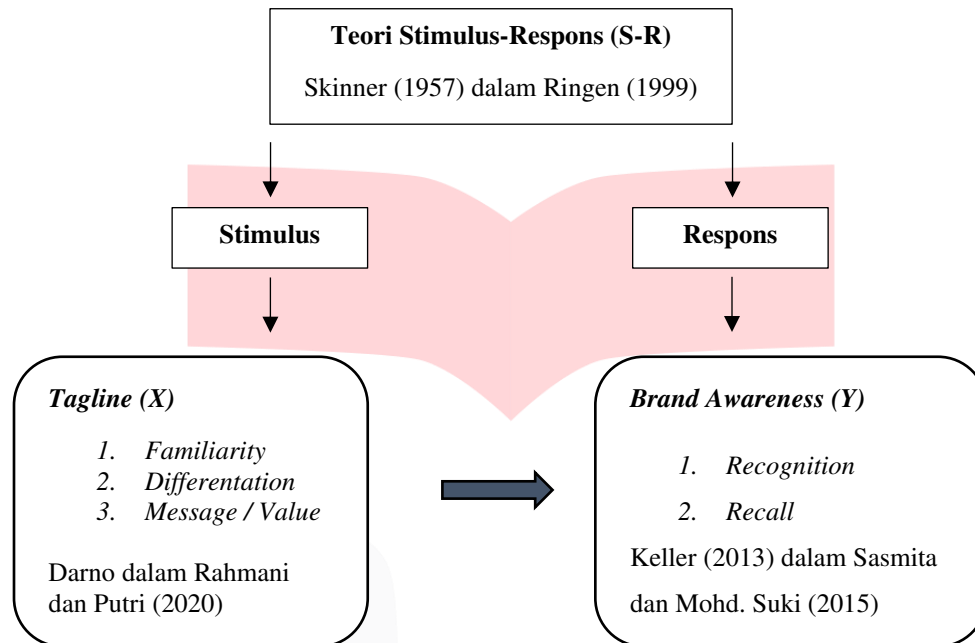 Teori Stimulus-Respons (S-R)
Skinner (1957) dalam Ringen (1999)
Stimulus
Respons
Tagline (X)
1. Familiarity
2. Differentation
3. Message / Value
Darno dalam Rahmani
dan Putri (2020)
Brand Awareness (Y)
1. Recognition
2. Recall
Keller (2013) dalam Sasmita
dan Mohd. Suki (2015)